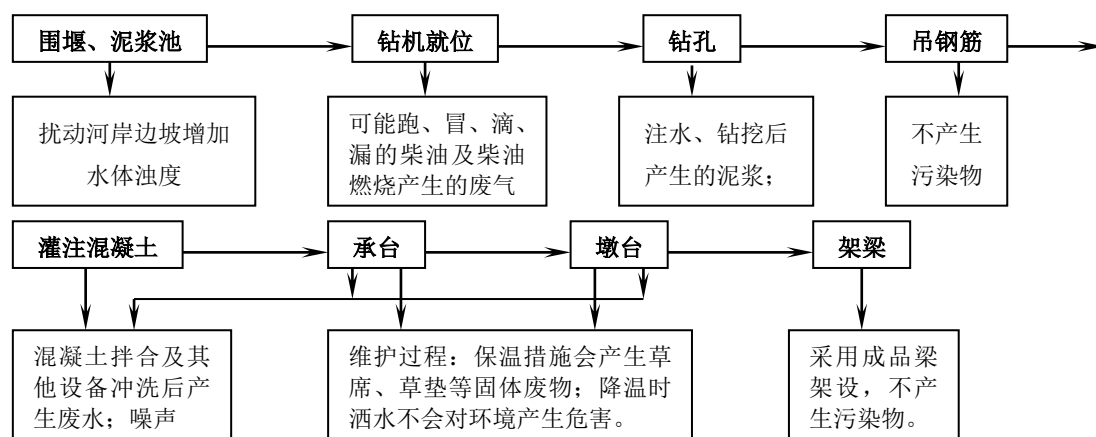 围堰、泥浆池
钻机就位
钻孔
吊钢筋
扰动河岸边坡增加
水体浊度
可能跑、冒、滴、
漏的柴油及柴油
燃烧产生的废气
注水、钻挖后
产生的泥浆；
不产生
污染物
灌注混凝土
承台
墩台
架梁
混凝土拌合及其
他设备冲洗后产
生废水；噪声
维护过程：保温措施会产生草
席、草垫等固体废物；降温时
洒水不会对环境产生危害。
采用成品梁
架设，不产
生污染物。